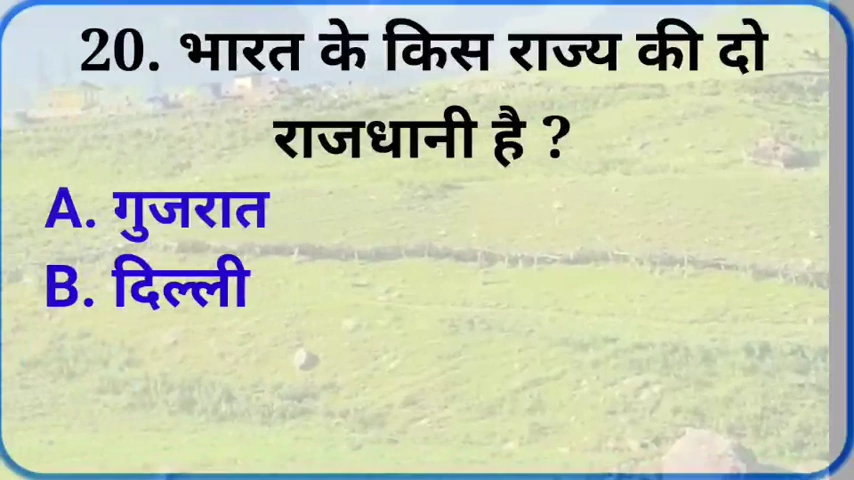 20. भारत के किस राज्य की दो
राजधानी है ?
A. गुजरात
B. दिल्ली